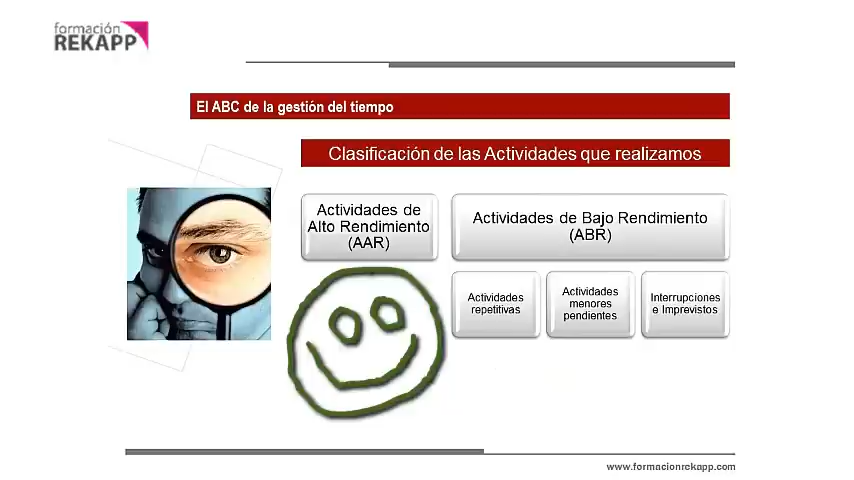 formación
REKAPP
El ABC de la gestión del tiempo
Clasificación de las Actividades que realizamos
Actividades de
Alto Rendimiento
(AAR)
Actividades de Bajo Rendimiento
(ABR)
Actividades
repetitivas
Actividades
menores
pendientes
Interrupciones
e Imprevistos
www.formacionrekapp.com